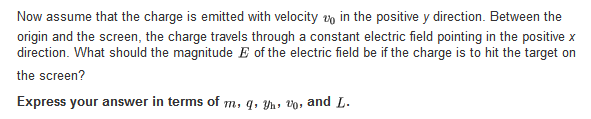 Now assume that the charge is emitted with velocity v₀ in the positive y direction. Between the
origin and the screen, the charge travels through a constant electric field pointing in the positive x
direction. What should the magnitude E of the electric field be if the charge is to hit the target on
the screen?
Express your answer in terms of m, q, yₕ, v₀, and L.